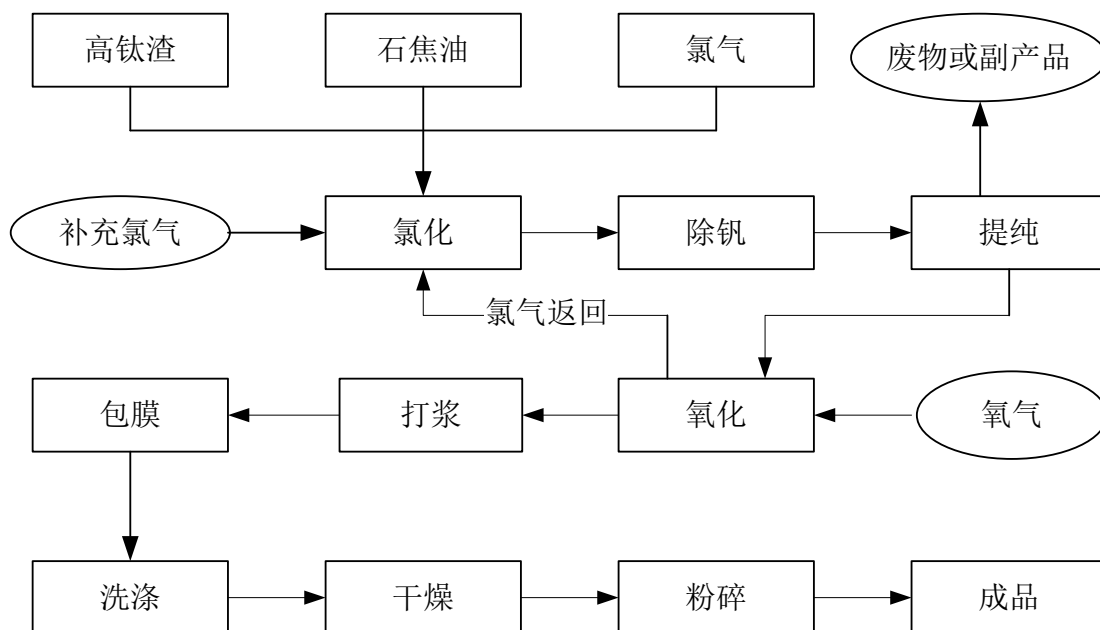 高钛渣
石焦油
氯气
废物或副产品
补充氯气
氯化
除钒
提纯
氯气返回
包膜
打浆
氧化
氧气
洗涤
干燥
粉碎
成品